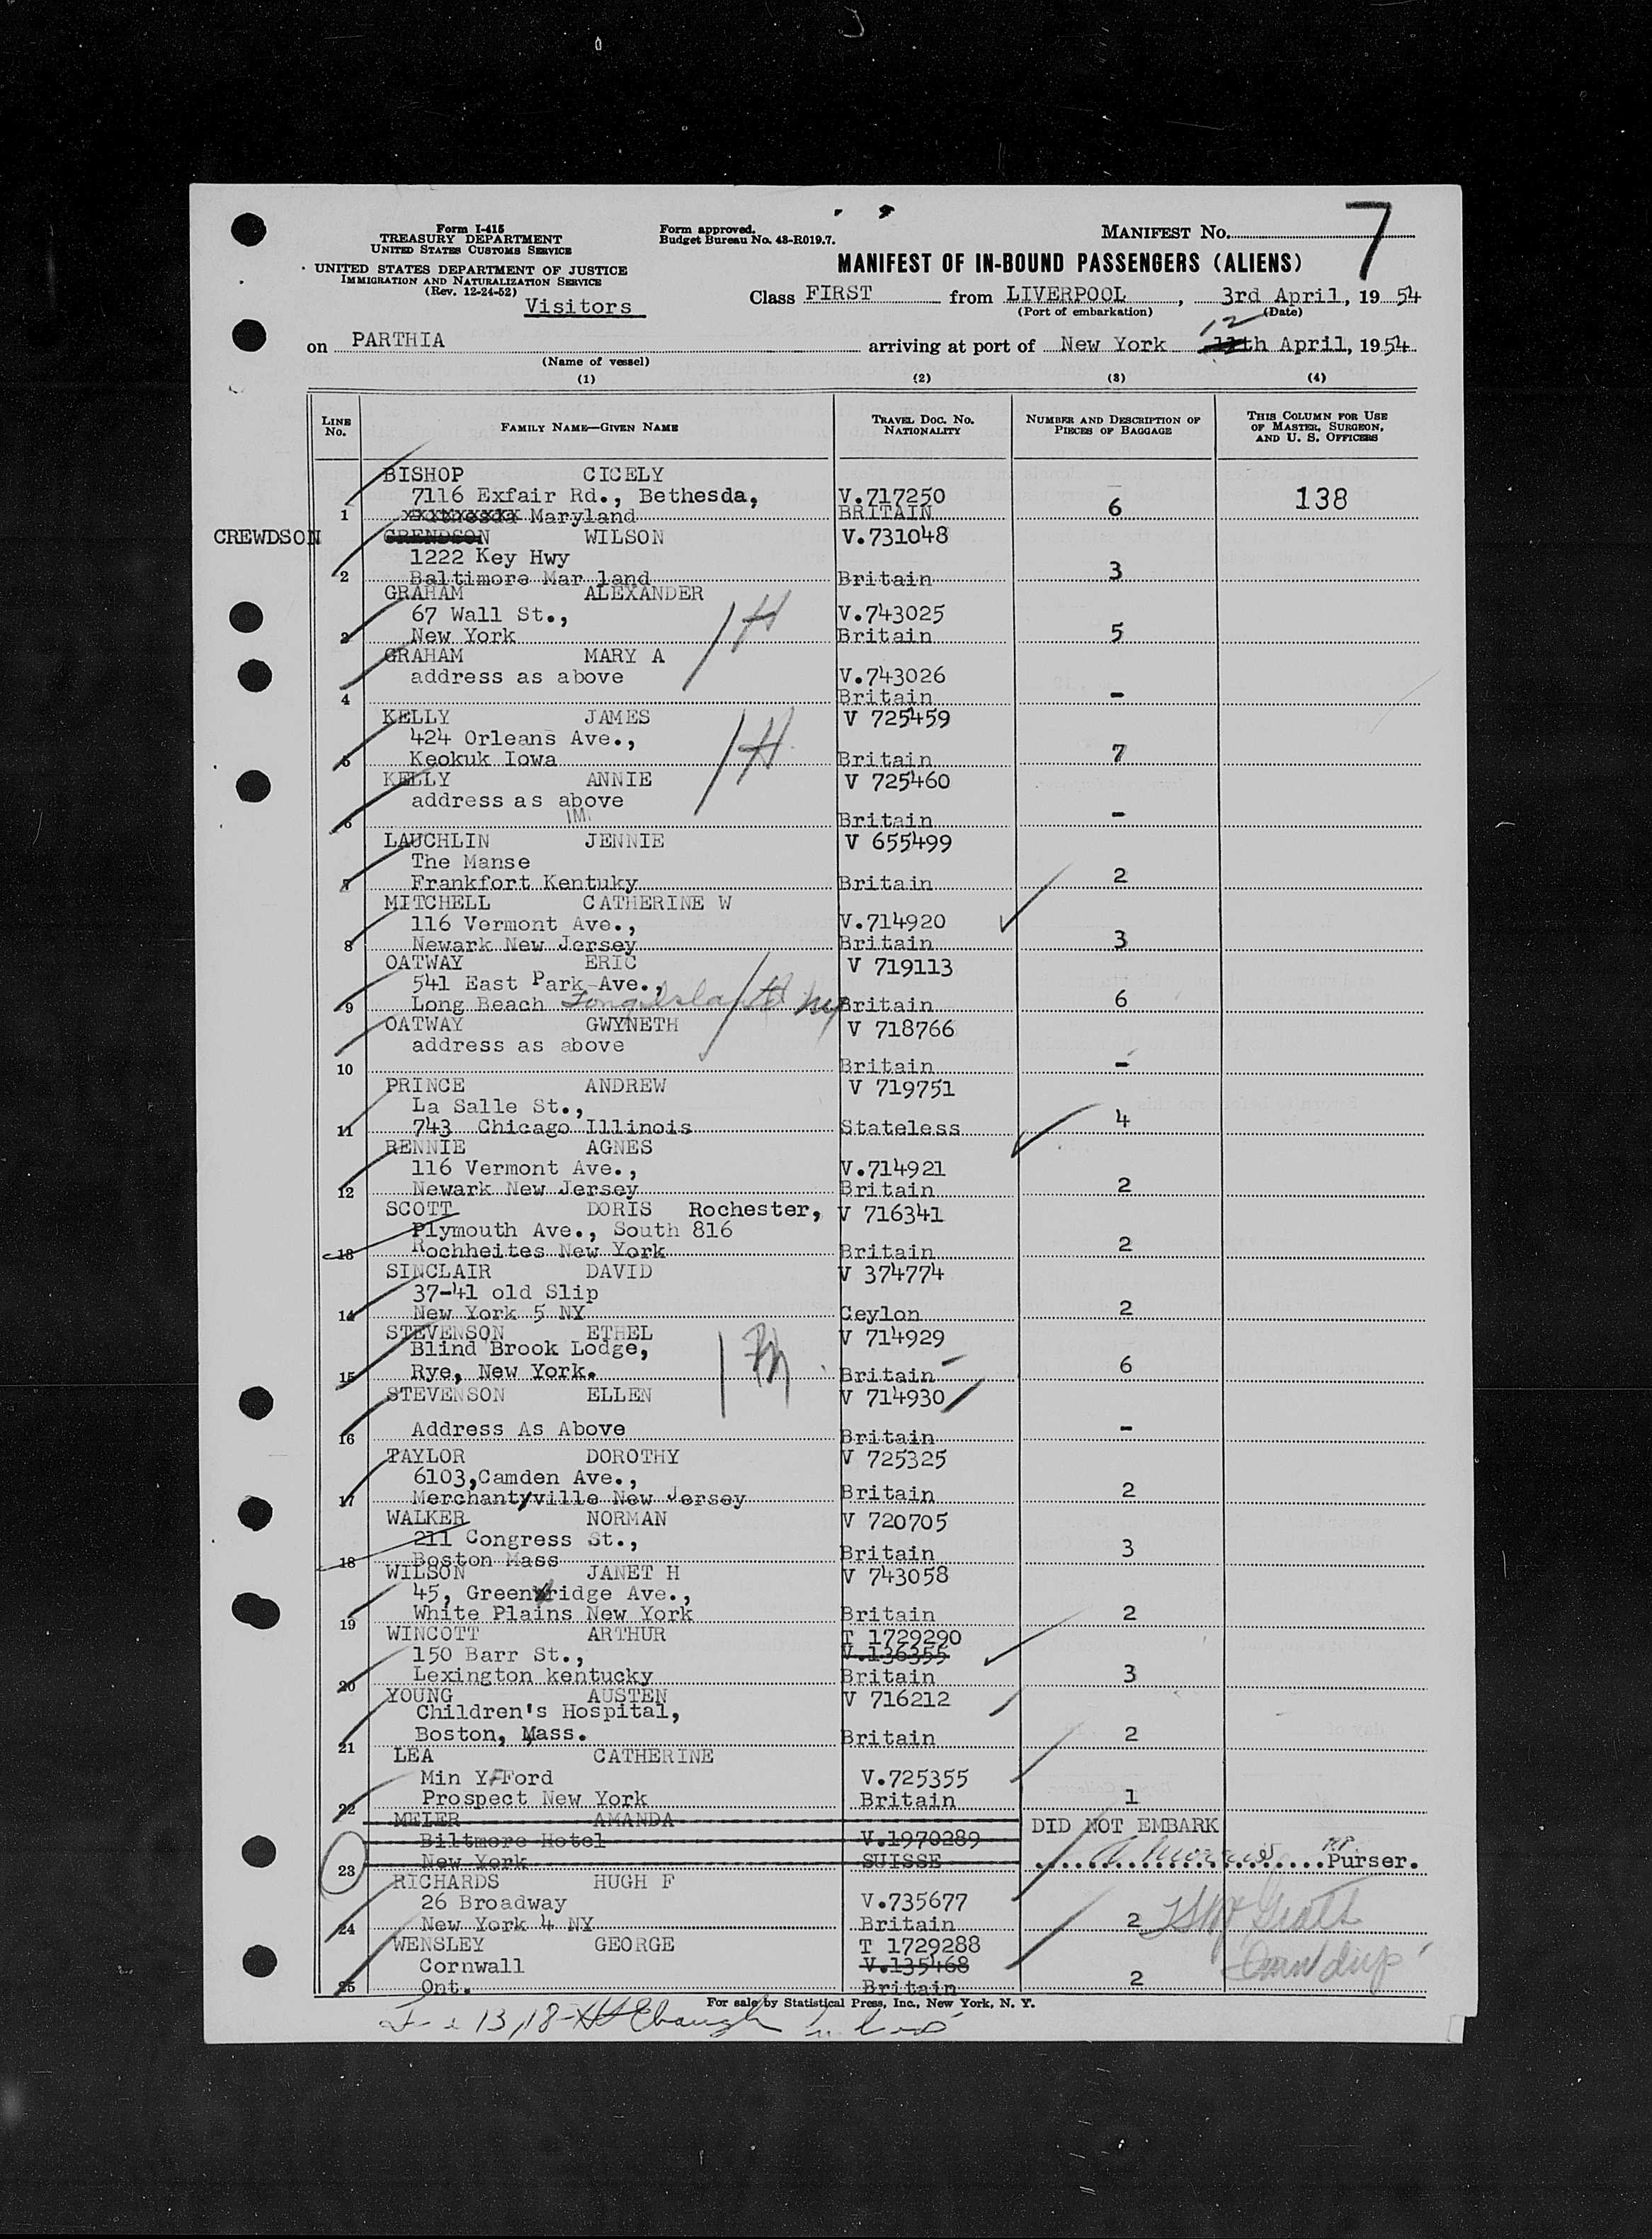 Form I-415
TREASURY DEPARTMENT
UNITED STATES CUSTOMS SERVICE
UNITED STATES DEPARTMENT OF JUSTICE
IMMIGRATION AND NATURALIZATION SERVICE
(Rev. 12-24-52)
Visitors
Form approved.
Budget Bureau No. 43-R019.7.
MANIFEST No. 7
MANIFEST OF IN-BOUND PASSENGERS (ALIENS)
Class FIRST from LIVERPOOL, 3rd April, 1954
(Port of embarkation) (Date)
on PARTHIA arriving at port of New York 12 th April, 1954
(Name of vessel)
(1) (2) (3) (4)
LINE No. FAMILY NAME—GIVEN NAME TRAVEL DOC. NO. NATIONALITY NUMBER AND DESCRIPTION OF PIECES OF BAGGAGE THIS COLUMN FOR USE OF MASTER, SURGEON, AND U. S. OFFICERS
BISHOP CICELY
7116 Exfair Rd., Bethesda, V.717250
1 Maryland BRITAIN 6 138
CREWDSON GRENDSON WILSON V.731048
1222 Key Hwy
2 Baltimore Mar land Britain 3
GRAHAM ALEXANDER
67 Wall St., V.743025
3 New York Britain 5
GRAHAM MARY A
address as above V.743026
4 Britain -
KELLY JAMES V 725459
424 Orleans Ave.,
5 Keokuk Iowa Britain 7
KELLY ANNIE V 725460
address as above
6 Britain -
LAUCHLIN JENNIE V 655499
The Manse
7 Frankfort Kentuky Britain 2
MITCHELL CATHERINE W
116 Vermont Ave., V.714920
8 Newark New Jersey Britain 3
OATWAY ERIC V 719113
541 East Park Ave.,
9 Long Beach Long Island NY Britain 6
OATWAY GWYNETH V 718766
address as above
10 Britain -
PRINCE ANDREW V 719751
La Salle St.,
11 743 Chicago Illinois Stateless 4
RENNIE AGNES
116 Vermont Ave., V.714921
12 Newark New Jersey Britain 2
SCOTT DORIS Rochester, V 716341
Plymouth Ave., South 816
13 Rochheites New York Britain 2
SINCLAIR DAVID V 374774
37-41 old Slip
14 New York 5 NY Ceylon 2
STEVENSON ETHEL V 714929
Blind Brook Lodge,
15 Rye, New York. Britain 6
STEVENSON ELLEN V 714930
16 Address As Above Britain -
TAYLOR DOROTHY V 725325
6103,Camden Ave.,
17 Merchantyville New Jersey Britain 2
WALKER NORMAN V 720705
211 Congress St.,
18 Boston Mass Britain 3
WILSON JANET H V 743058
45, Greenridge Ave.,
19 White Plains New York Britain 2
WINCOTT ARTHUR T 1729290
150 Barr St., V.136355
20 Lexington kentucky Britain 3
YOUNG AUSTEN V 716212
Children's Hospital,
21 Boston, Mass. Britain 2
LEA CATHERINE
Min Y Ford V.725355
22 Prospect New York Britain 1
MEIER AMANDA DID NOT EMBARK
Biltmore Hotel V.1970289
23 New York SUISSE Purser.
RICHARDS HUGH F
26 Broadway V.735677
24 New York 4 NY Britain 2
WENSLEY GEORGE T 1729288
Cornwall V.135468
25 Ont. Britain 2
For sale by Statistical Press, Inc., New York, N. Y.
13,18